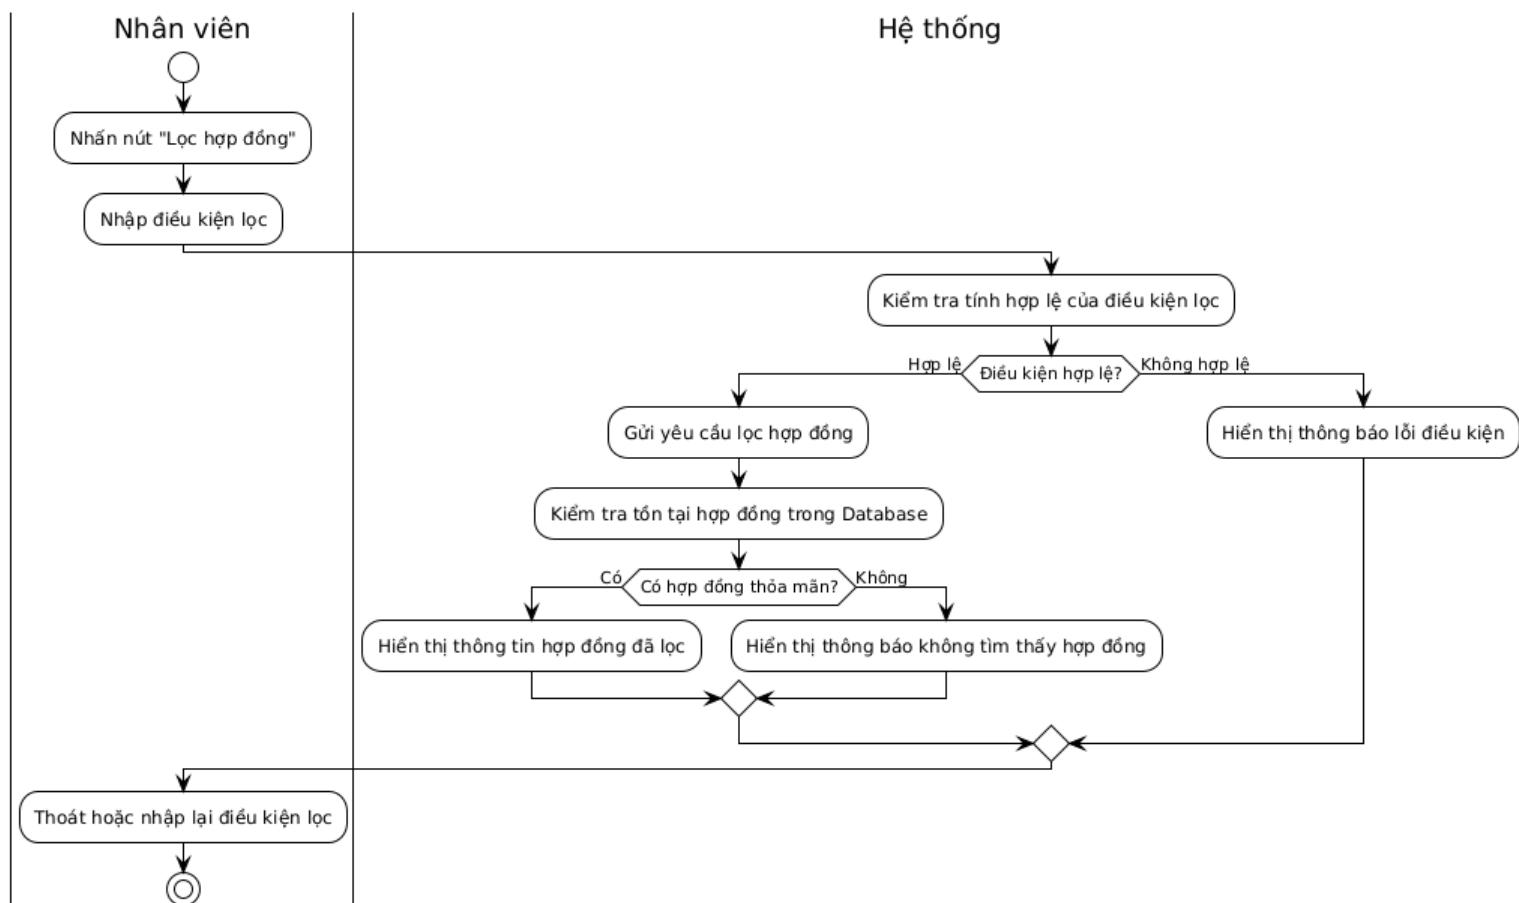 Nhân viên
Hệ thống
Nhấn nút "Lọc hợp đồng"
Nhập điều kiện lọc
Kiểm tra tính hợp lệ của điều kiện lọc
Hợp lệ
Điều kiện hợp lệ?
Không hợp lệ
Gửi yêu cầu lọc hợp đồng
Hiển thị thông báo lỗi điều kiện
Kiểm tra tồn tại hợp đồng trong Database
Có
Có hợp đồng thỏa mãn?
Không
Hiển thị thông tin hợp đồng đã lọc
Hiển thị thông báo không tìm thấy hợp đồng
Thoát hoặc nhập lại điều kiện lọc